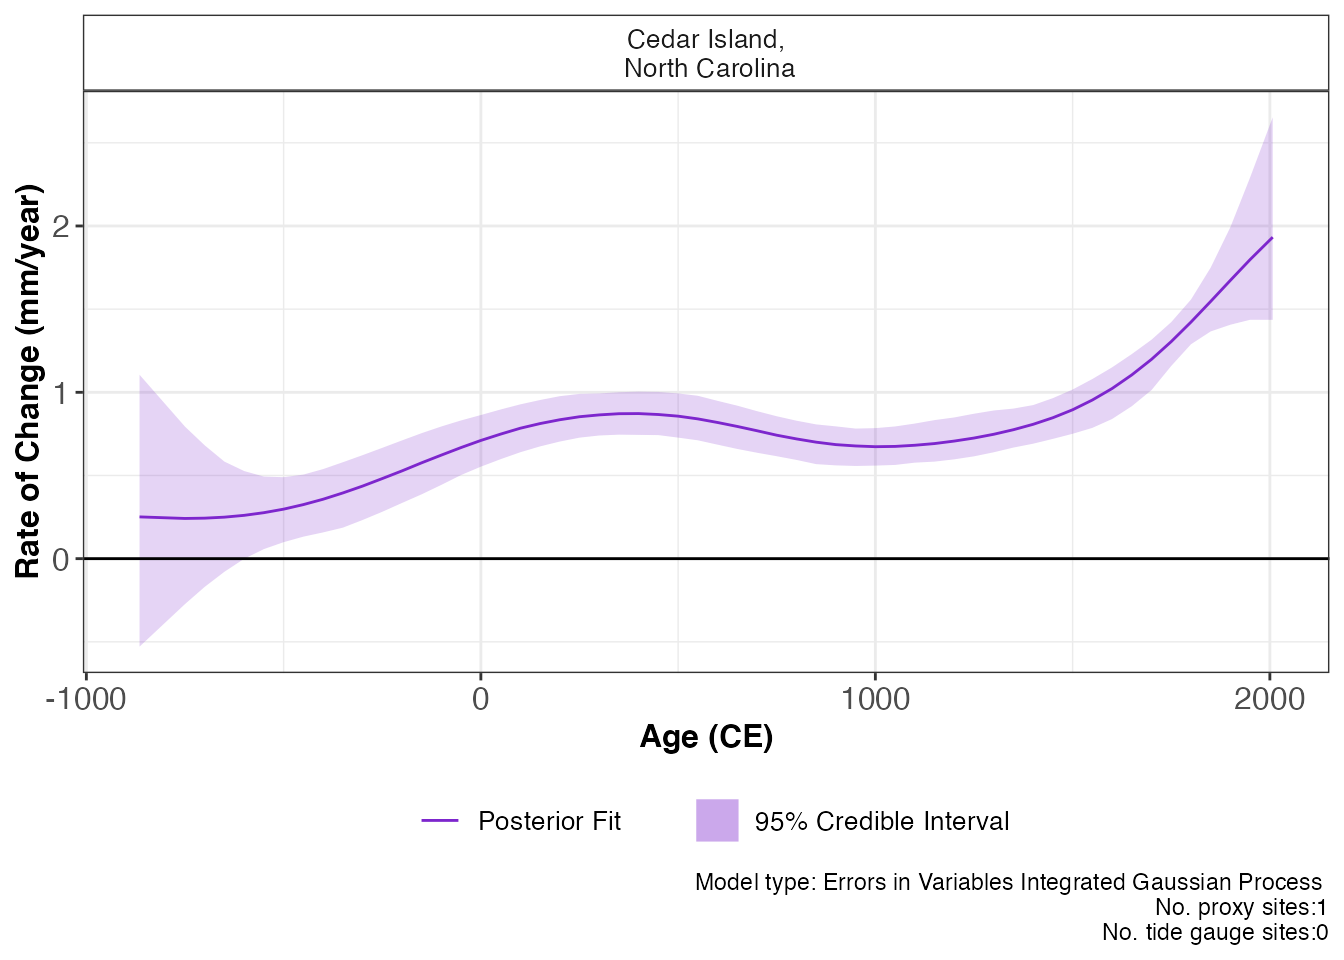 Cedar Island,
North Carolina
Rate of Change (mm/year)
2
1
0
-1000 0 1000 2000
Age (CE)
Posterior Fit 95% Credible Interval
Model type: Errors in Variables Integrated Gaussian Process
No. proxy sites:1
No. tide gauge sites:0